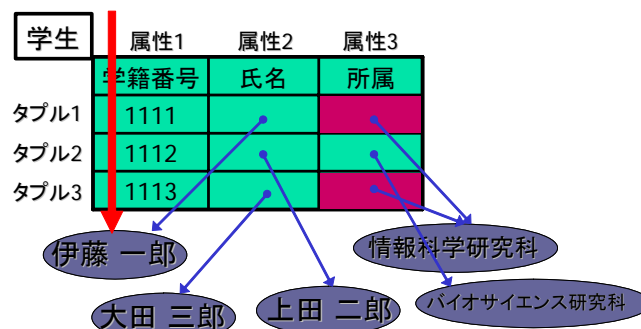 学生
属性1 属性2 属性3
学籍番号 氏名 所属
タプル1 1111
タプル2 1112
タプル3 1113
伊藤 一郎
情報科学研究科
大田 三郎
上田 二郎
バイオサイエンス研究科